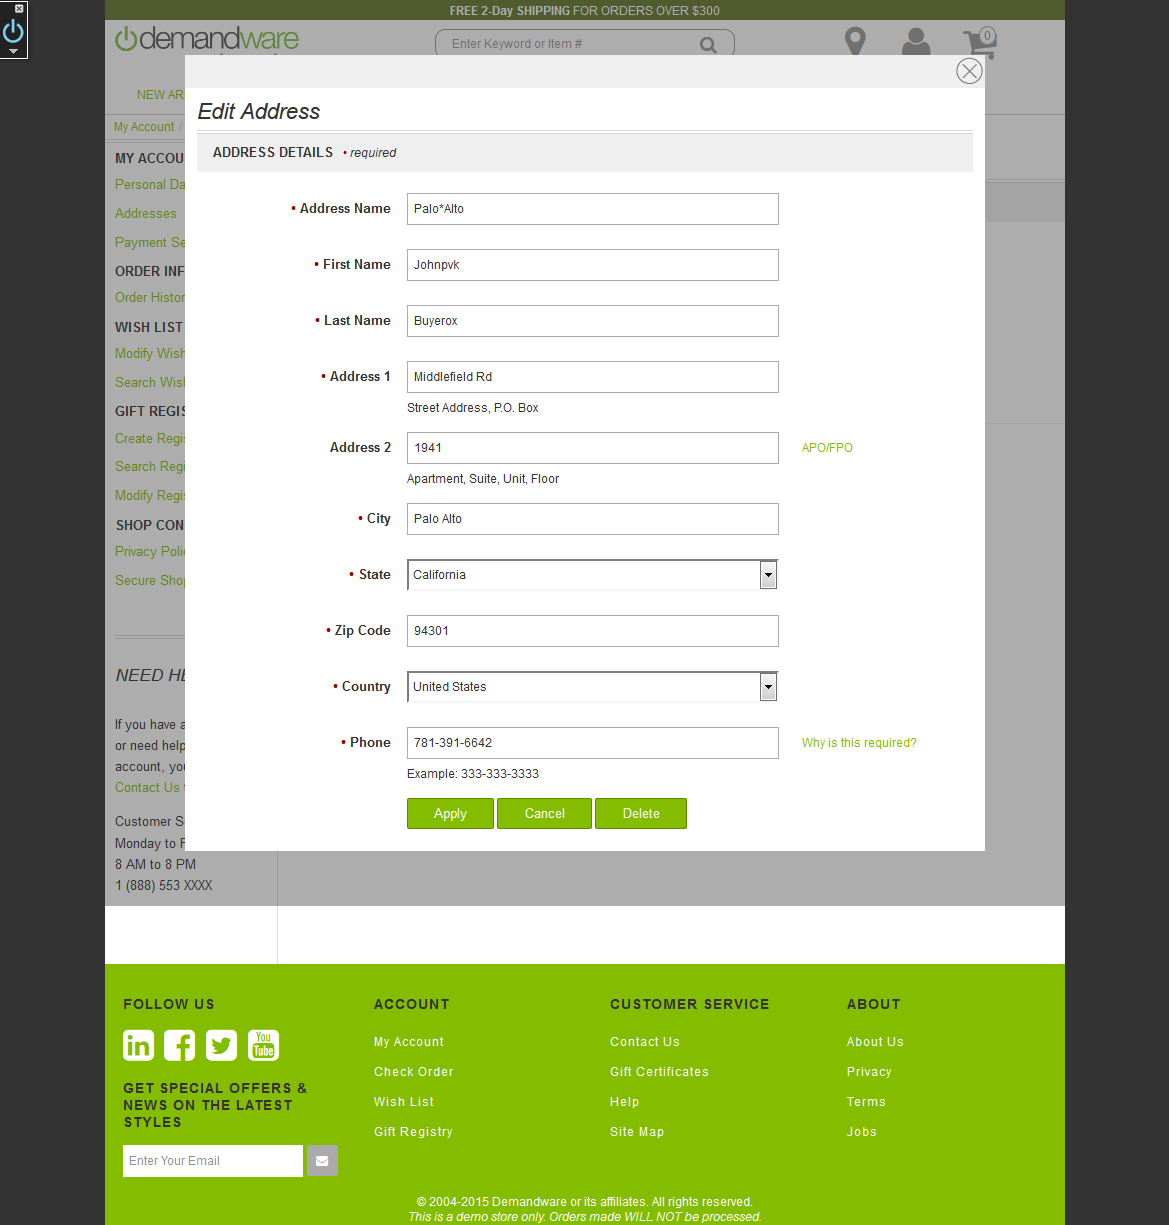 FREE 2-Day SHIPPING FOR ORDERS OVER $300
demandware
Enter Keyword or Item #
0
NEW AR
My Account /
Edit Address
ADDRESS DETAILS • required
MY ACCOU
Personal Da
Addresses
Payment Se
ORDER INF
Order Histor
WISH LIST
Modify Wish
Search Wish
GIFT REGIS
Create Regis
Search Regi
Modify Regis
SHOP CON
Privacy Polic
Secure Shop
• Address Name Palo*Alto
• First Name Johnpvk
• Last Name Buyerox
• Address 1 Middlefield Rd
Street Address, P.O. Box
Address 2 1941 APO/FPO
Apartment, Suite, Unit, Floor
• City Palo Alto
• State California
• Zip Code 94301
• Country United States
• Phone 781-391-6642 Why is this required?
Example: 333-333-3333
Apply Cancel Delete
NEED HE
If you have a
or need help
account, you
Contact Us
Customer S
Monday to F
8 AM to 8 PM
1 (888) 553 XXXX
FOLLOW US
You
Tube
GET SPECIAL OFFERS &
NEWS ON THE LATEST
STYLES
Enter Your Email
ACCOUNT
My Account
Check Order
Wish List
Gift Registry
CUSTOMER SERVICE
Contact Us
Gift Certificates
Help
Site Map
ABOUT
About Us
Privacy
Terms
Jobs
© 2004-2015 Demandware or its affiliates. All rights reserved.
This is a demo store only. Orders made WILL NOT be processed.